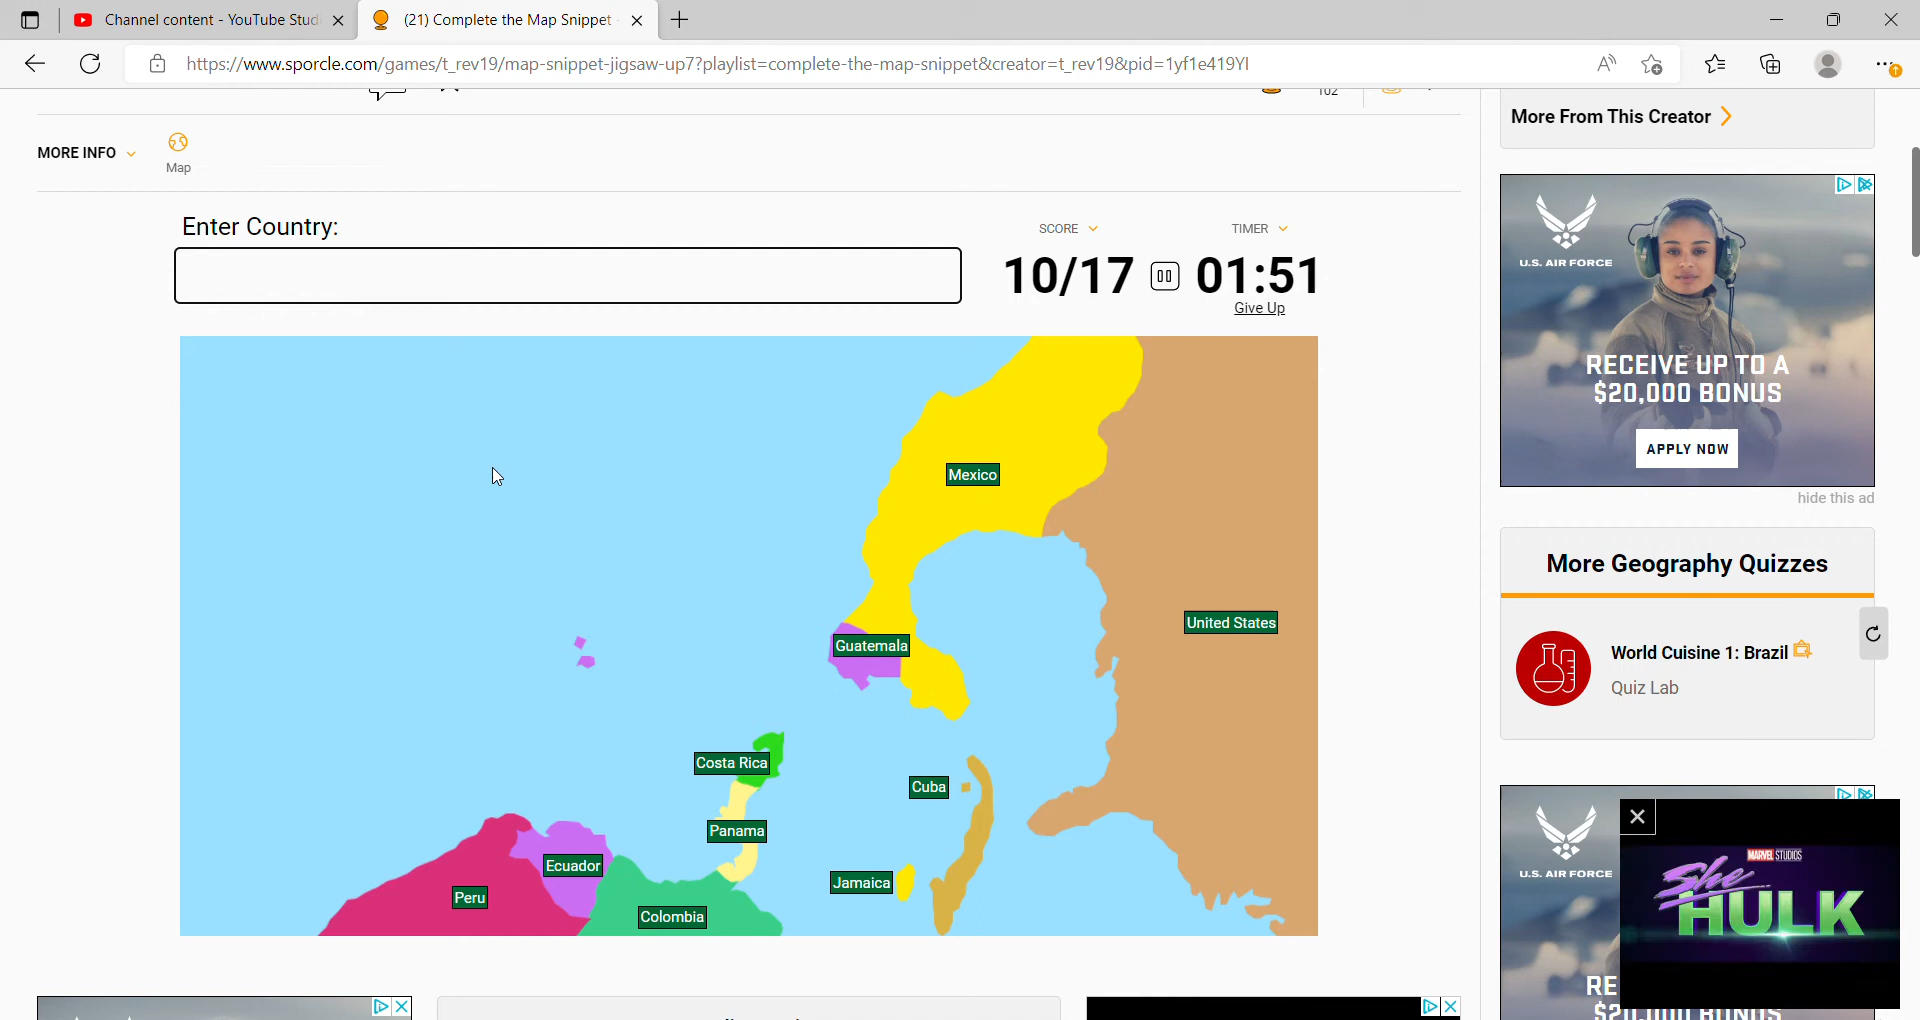 Channel content - YouTube Stud
(21) Complete the Map Snippet
https://www.sporcle.com/games/t_rev19/map-snippet-jigsaw-up7?playlist=complete-the-map-snippet&creator=t_rev19&pid=1yf1e419YI
102
More From This Creator
MORE INFO
Map
Enter Country:
SCORE
TIMER
10/17
01:51
Give Up
Mexico
United States
Guatemala
Costa Rica
Cuba
Panama
Ecuador
Jamaica
Peru
Colombia
U.S. AIR FORCE
RECEIVE UP TO A
$20,000 BONUS
APPLY NOW
hide this ad
More Geography Quizzes
World Cuisine 1: Brazil
Quiz Lab
U.S. AIR FORCE
MARVEL STUDIOS
She
HULK
RE